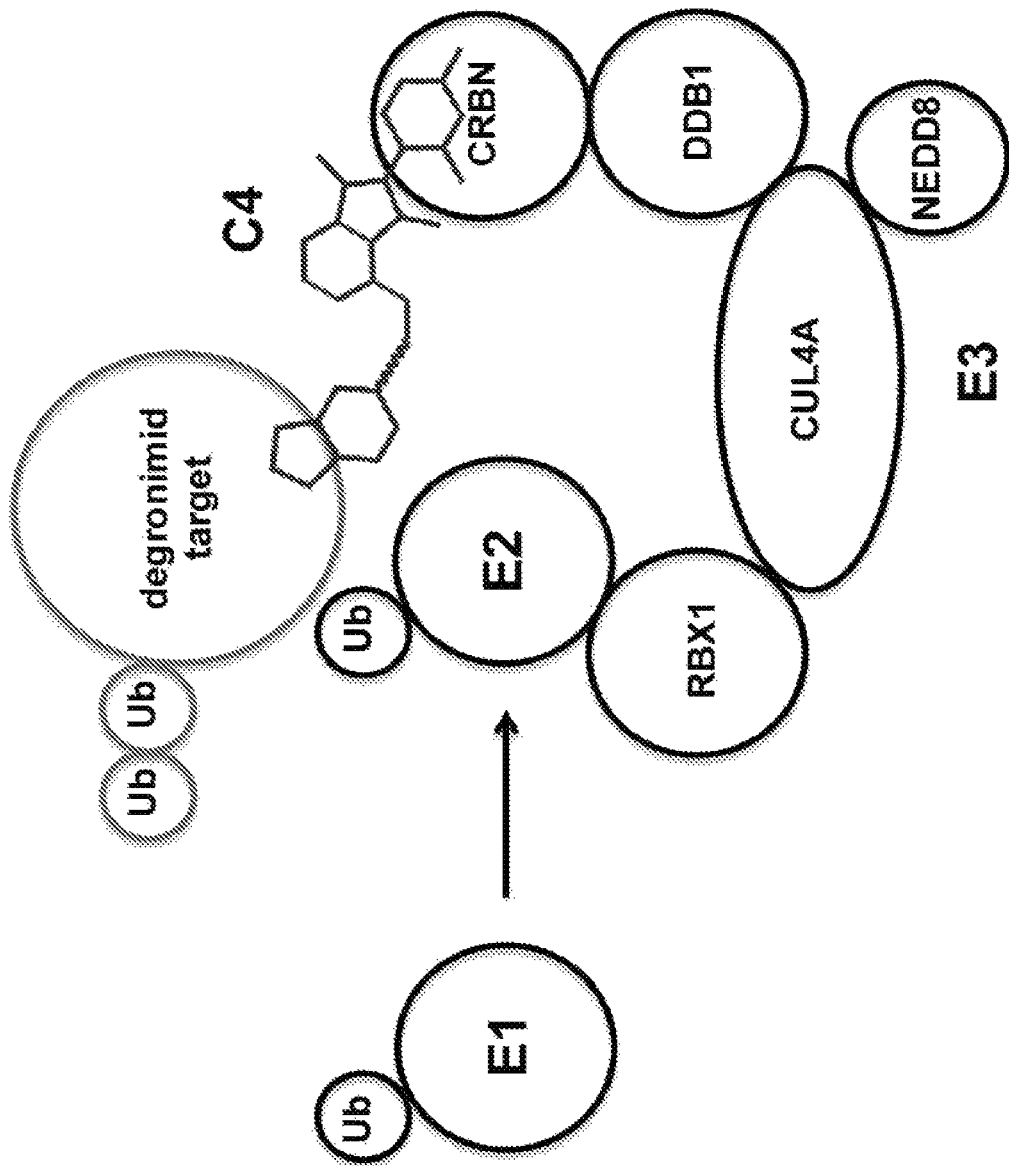 Ub
Ub
degronimid
target
C4
Ub
E1
Ub
E2
CRBN
RBX1
DDB1
CUL4A
NEDD8
E3